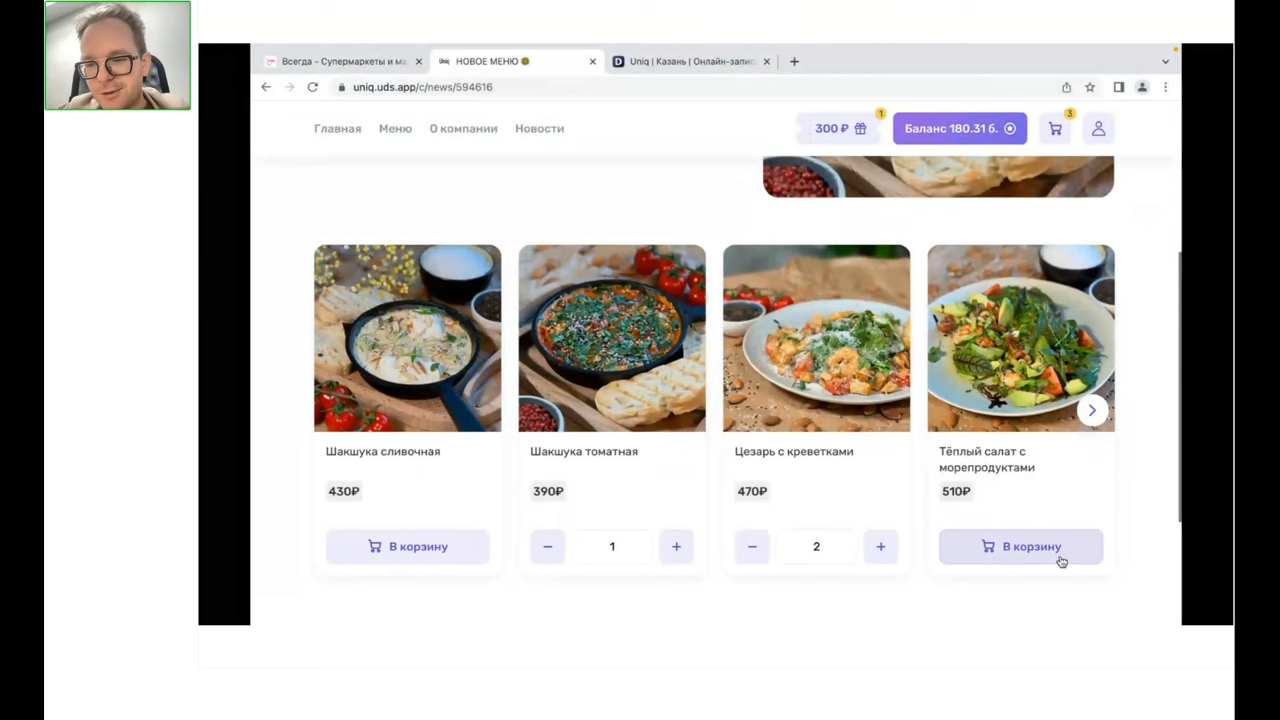 Всегда - Супермаркеты и ма
НОВОЕ МЕНЮ
Uniq | Казань | Онлайн-запис
uniq.uds.app/c/news/594616
Главная Меню О компании Новости 300 ₽ 1 Баланс 180.31 б. 3
Шакшука сливочная
430₽
В корзину
Шакшука томатная
390₽
− 1 +
Цезарь с креветками
470₽
− 2 +
Тёплый салат с
морепродуктами
510₽
В корзину